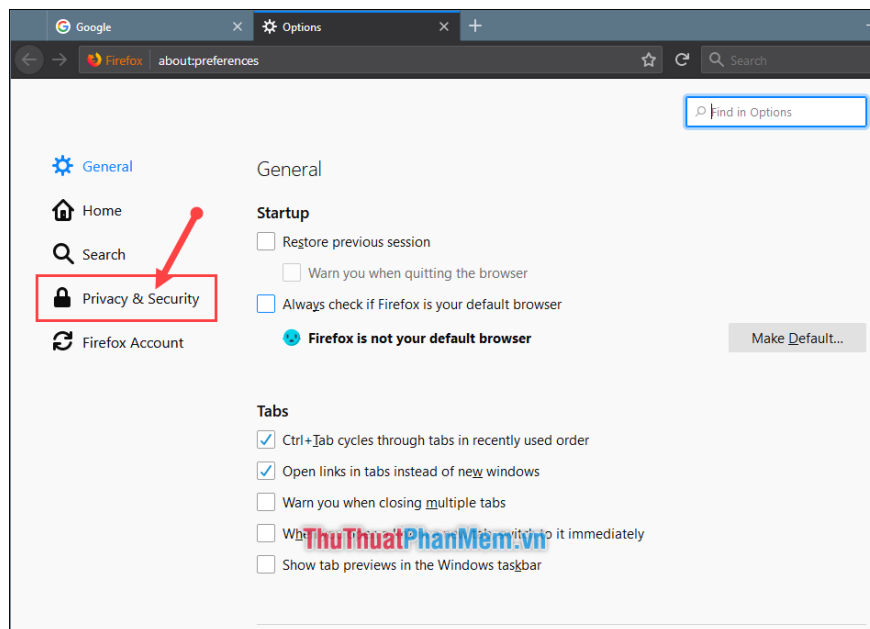 Google
Options
Firefox
about:preferences
Search
Find in Options
General
Home
Search
Privacy & Security
Firefox Account
General
Startup
Restore previous session
Warn you when quitting the browser
Always check if Firefox is your default browser
Firefox is not your default browser
Make Default...
Tabs
Ctrl+Tab cycles through tabs in recently used order
Open links in tabs instead of new windows
Warn you when closing multiple tabs
switch to it immediately
ThuThuatPhanMem.vn
Show tab previews in the Windows taskbar